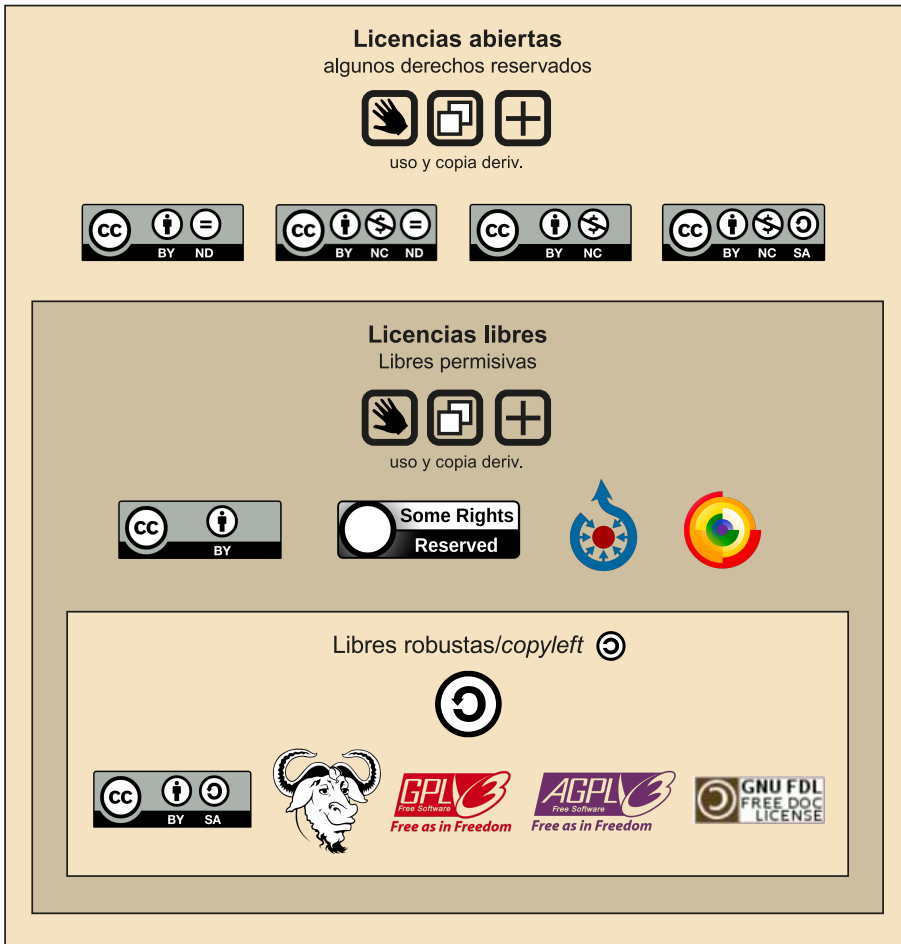 Licencias abiertas
algunos derechos reservados
uso y copia deriv.
cc BY ND
cc BY NC ND
cc BY NC
cc BY NC SA
Licencias libres
Libres permisivas
uso y copia deriv.
cc BY
Some Rights
Reserved
Libres robustas/copyleft
cc BY SA
GPLv3
Free Software
Free as in Freedom
AGPLv3
Free Software
Free as in Freedom
GNU FDL
FREE DOC
LICENSE